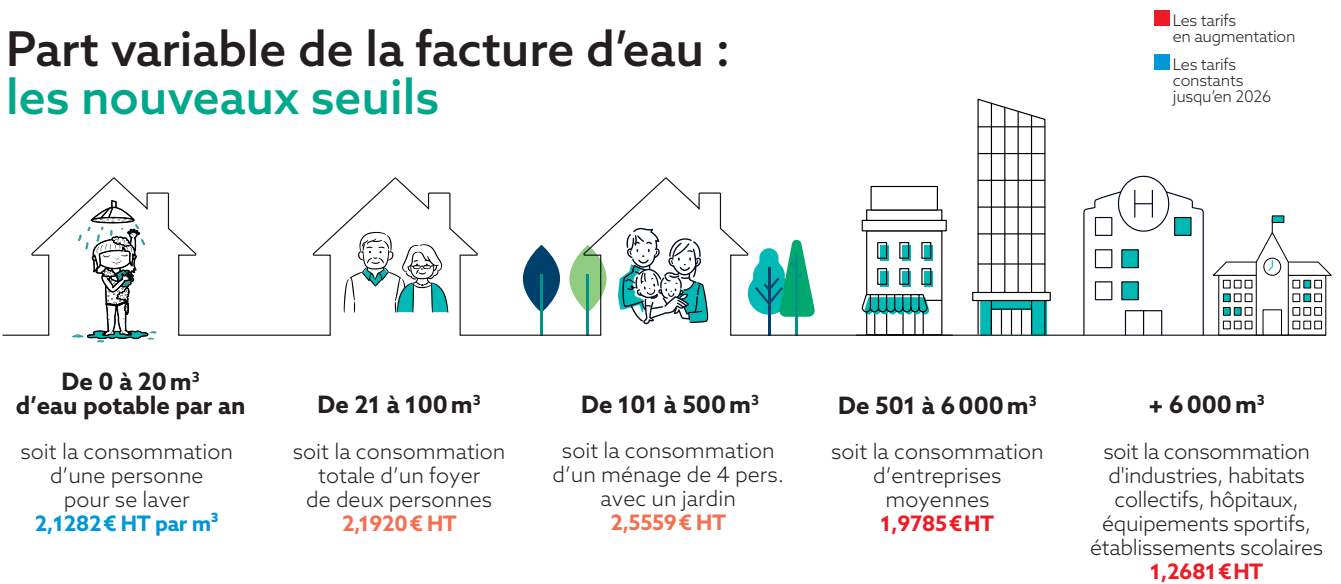 Part variable de la facture d’eau :
les nouveaux seuils
Les tarifs
en augmentation
Les tarifs
constants
jusqu’en 2026
H
De 0 à 20 m³
d’eau potable par an
soit la consommation
d’une personne
pour se laver
2,1282 € HT par m³
De 21 à 100 m³
soit la consommation
totale d’un foyer
de deux personnes
2,1920 € HT
De 101 à 500 m³
soit la consommation
d’un ménage de 4 pers.
avec un jardin
2,5559 € HT
De 501 à 6 000 m³
soit la consommation
d’entreprises
moyennes
1,9785 € HT
+ 6 000 m³
soit la consommation
d'industries, habitats
collectifs, hôpitaux,
équipements sportifs,
établissements scolaires
1,2681 € HT